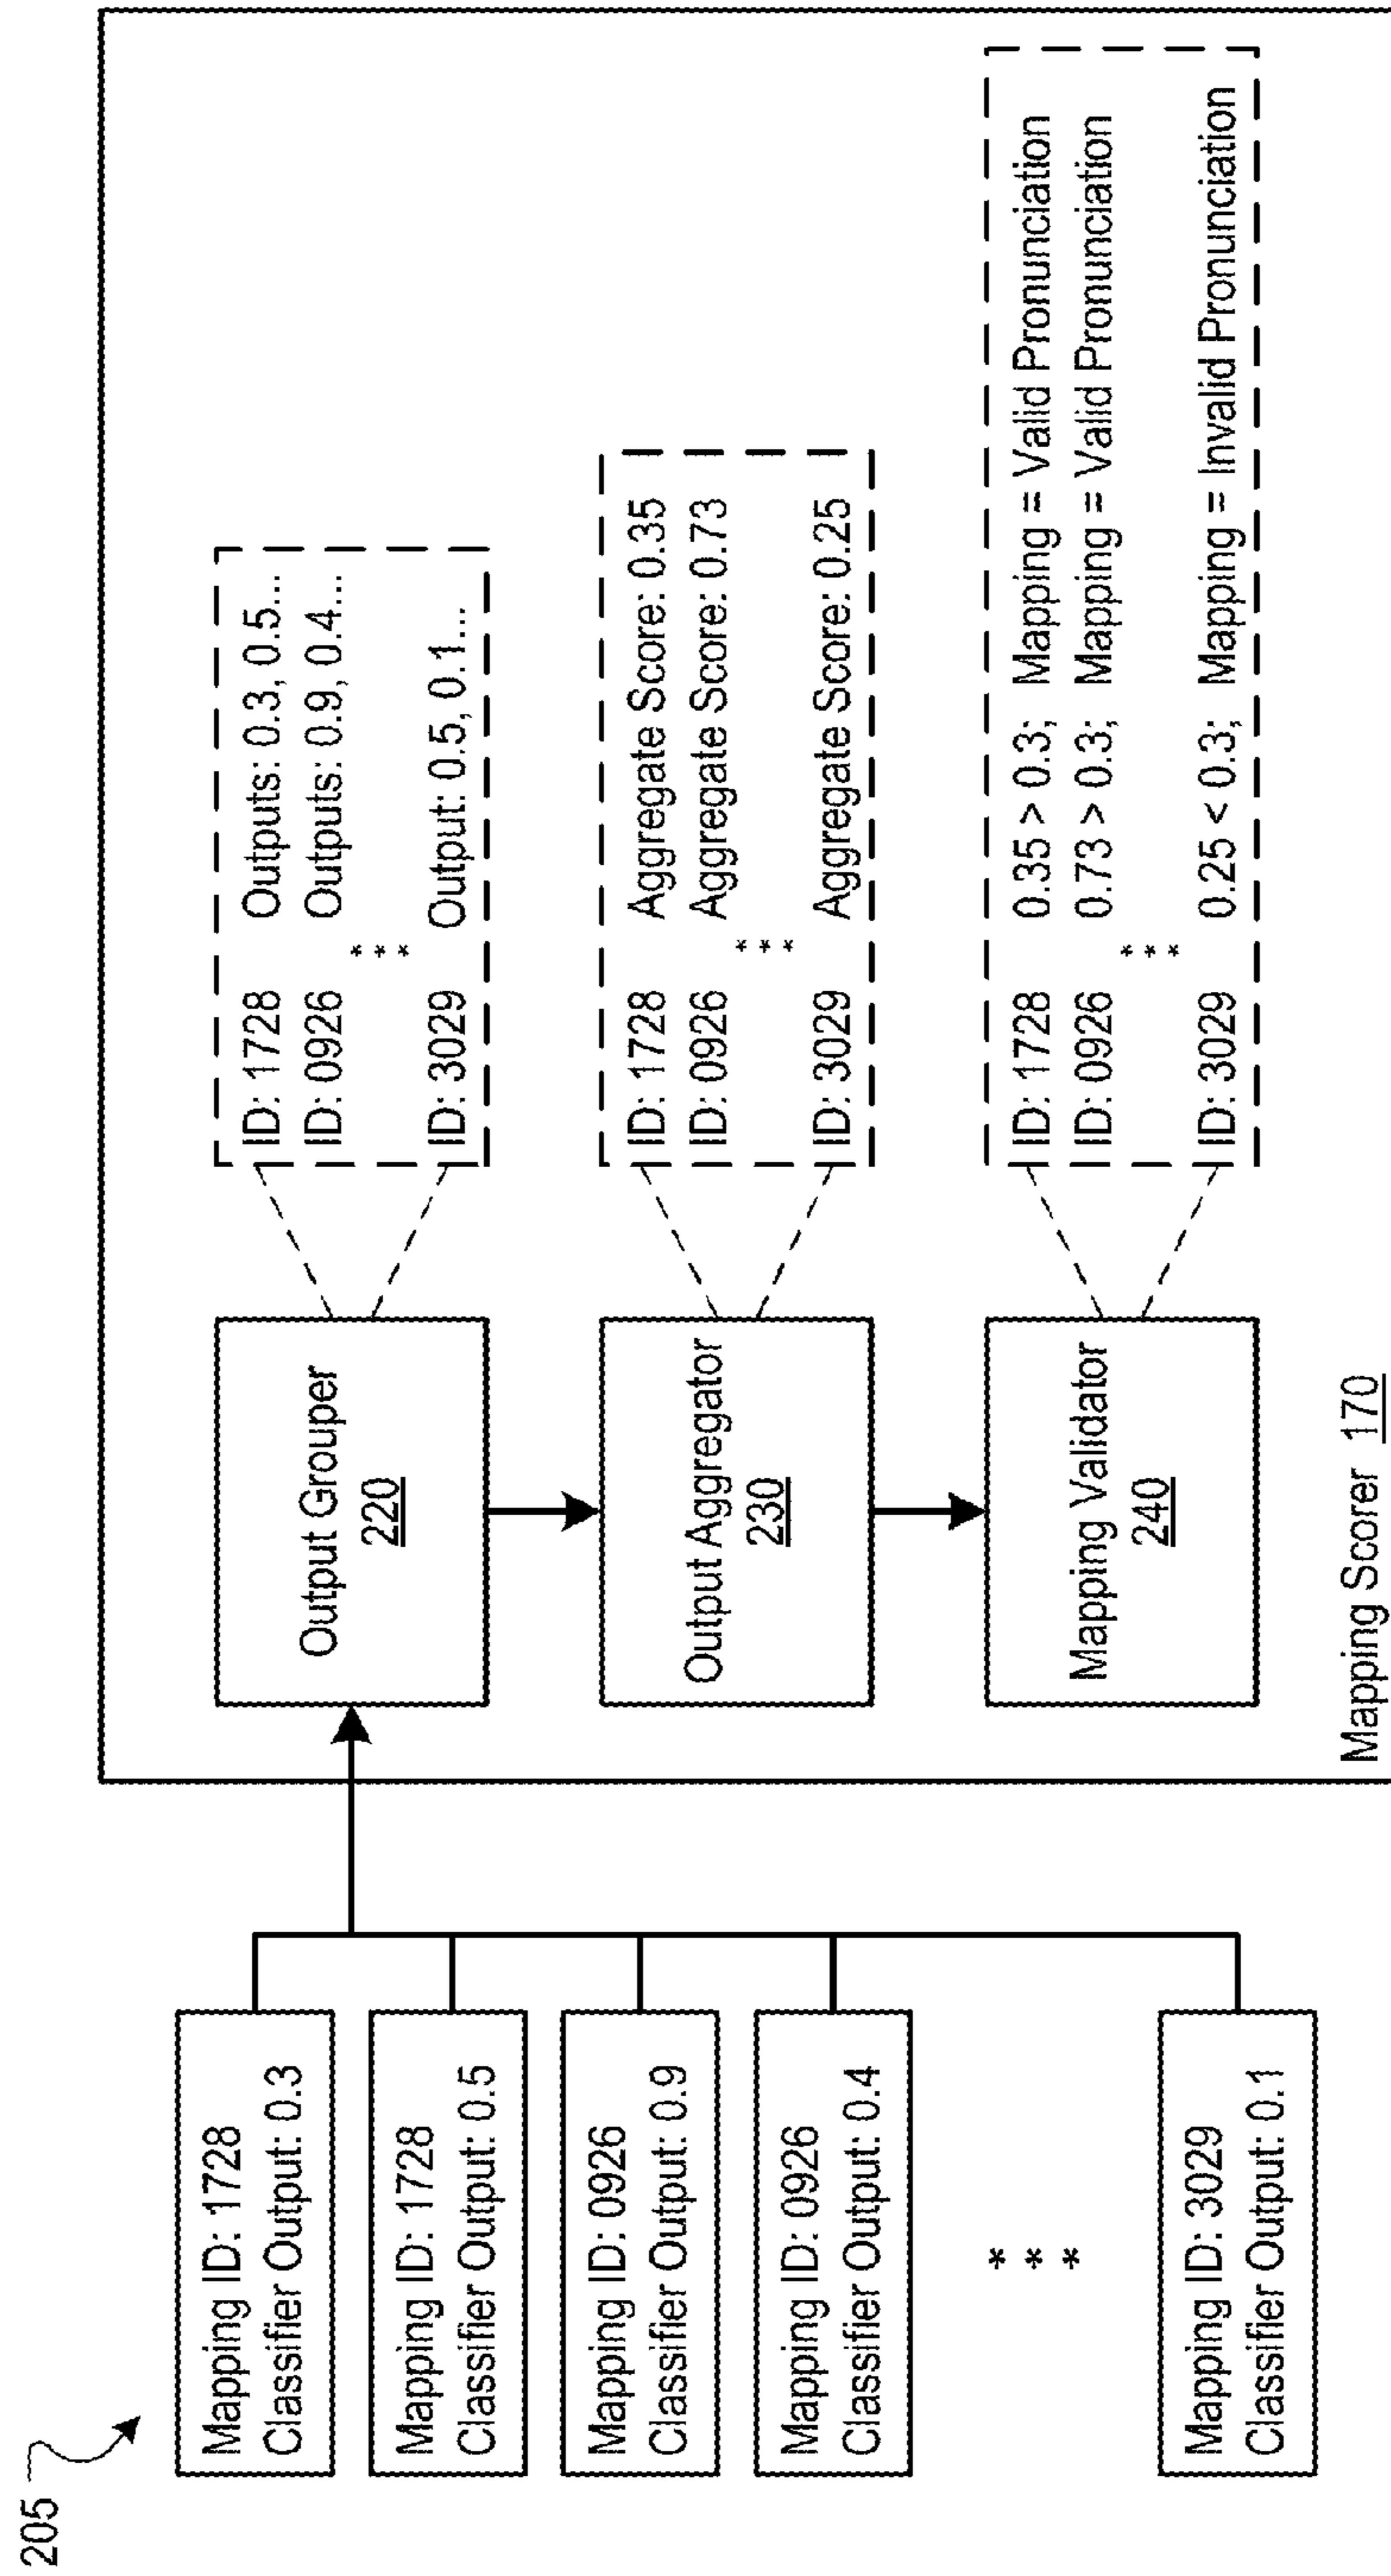 205
Mapping ID: 1728
Classifier Output: 0.3
Mapping ID: 1728
Classifier Output: 0.5
Mapping ID: 0926
Classifier Output: 0.9
Mapping ID: 0926
Classifier Output: 0.4
* * *
Mapping ID: 3029
Classifier Output: 0.1
Output Grouper
220
ID: 1728 Outputs: 0.3, 0.5...
ID: 0926 Outputs: 0.9, 0.4...
* * *
ID: 3029 Output: 0.5, 0.1...
Output Aggregator
230
ID: 1728 Aggregate Score: 0.35
ID: 0926 Aggregate Score: 0.73
* * *
ID: 3029 Aggregate Score: 0.25
Mapping Validator
240
ID: 1728 0.35 > 0.3; Mapping = Valid Pronunciation
ID: 0926 0.73 > 0.3; Mapping = Valid Pronunciation
* * *
ID: 3029 0.25 < 0.3; Mapping = Invalid Pronunciation
Mapping Scorer 170